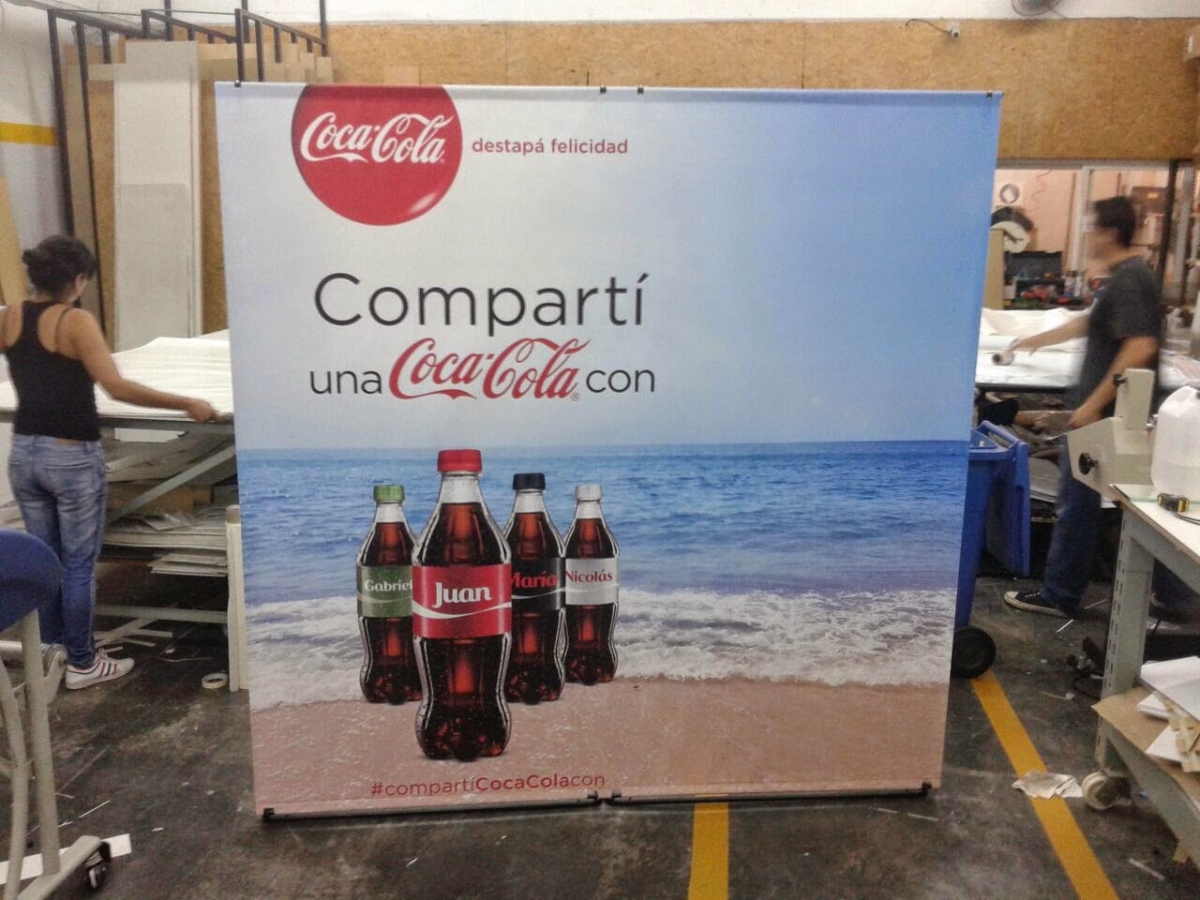 Coca-Cola
destapá felicidad
Compartí
una Coca-Cola con
Gabriel
Juan
María
Nicolás
#compartíCocaColacon